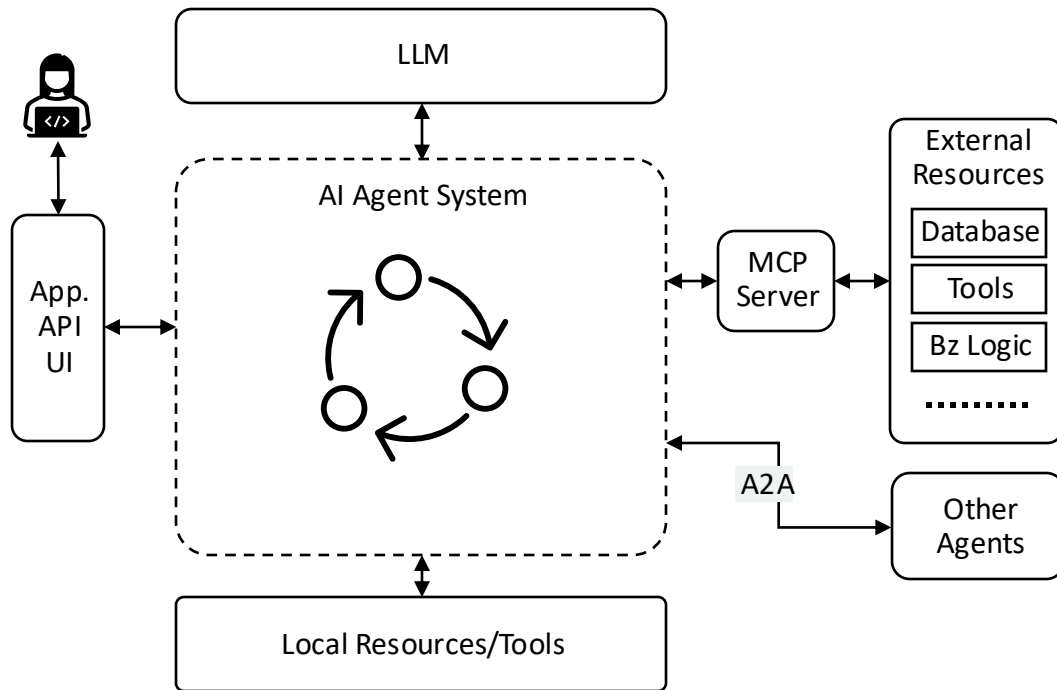 LLM
</>
AI Agent System
App.
API
UI
MCP
Server
External
Resources
Database
Tools
Bz Logic
A2A
Other
Agents
Local Resources/Tools